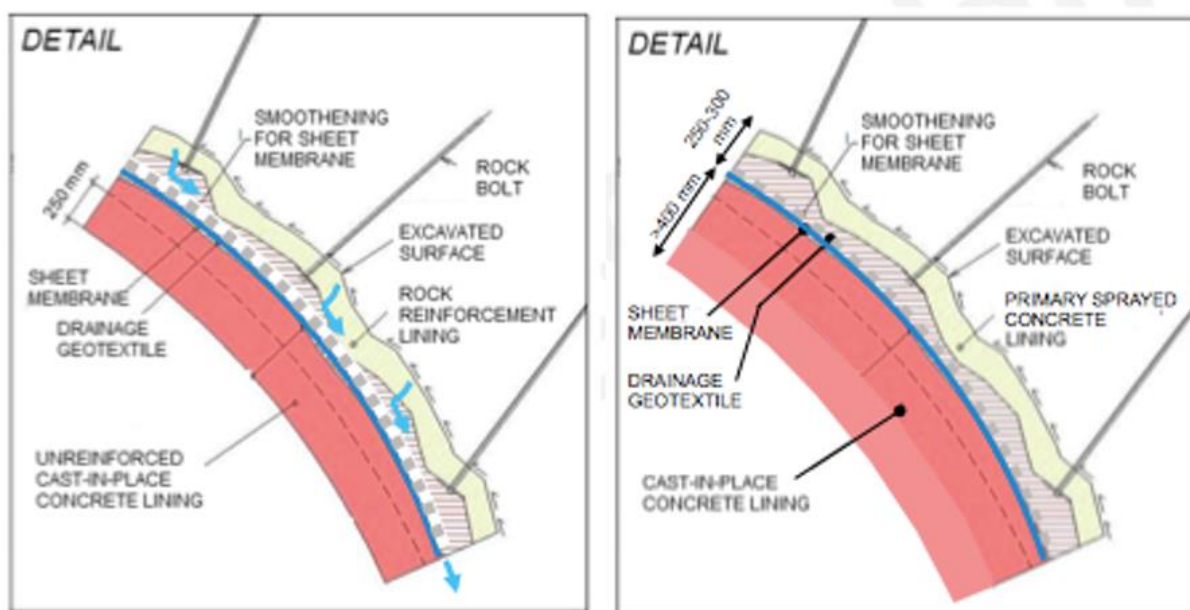 DETAIL
SMOOTHENING
FOR SHEET
MEMBRANE
250 mm
ROCK
BOLT
EXCAVATED
SURFACE
SHEET
MEMBRANE
ROCK
REINFORCEMENT
LINING
DRAINAGE
GEOTEXTILE
UNREINFORCED
CAST-IN-PLACE
CONCRETE LINING
DETAIL
250-300
mm
SMOOTHENING
FOR SHEET
MEMBRANE
>400 mm
ROCK
BOLT
EXCAVATED
SURFACE
SHEET
MEMBRANE
PRIMARY SPRAYED
CONCRETE
LINING
DRAINAGE
GEOTEXTILE
CAST-IN-PLACE
CONCRETE LINING